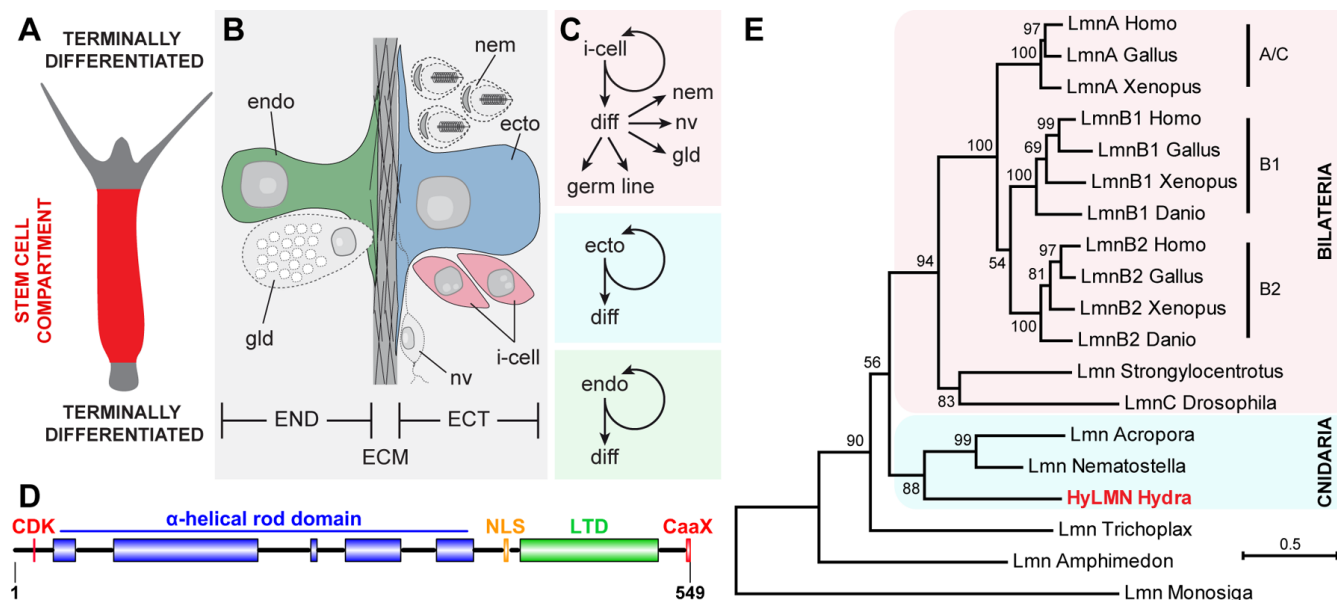 A
TERMINALLY
DIFFERENTIATED
STEM CELL
COMPARTMENT
TERMINALLY
DIFFERENTIATED
B
nem
endo
ecto
gld
i-cell
nv
END
ECT
ECM
C
i-cell
nem
diff
nv
gld
germ line
ecto
diff
endo
diff
D
CDK
α-helical rod domain
NLS
LTD
CaaX
1
549
E
97
LmnA Homo
100
LmnA Gallus
A/C
LmnA Xenopus
100
99
LmnB1 Homo
69
LmnB1 Gallus
B1
100
LmnB1 Xenopus
LmnB1 Danio
54
97
LmnB2 Homo
81
LmnB2 Gallus
B2
LmnB2 Xenopus
100
LmnB2 Danio
BILATERIA
94
Lmn Strongylocentrotus
83
LmnC Drosophila
56
99
Lmn Acropora
Lmn Nematostella
CNIDARIA
90
88
HyLMN Hydra
Lmn Trichoplax
0.5
Lmn Amphimedon
Lmn Monosiga